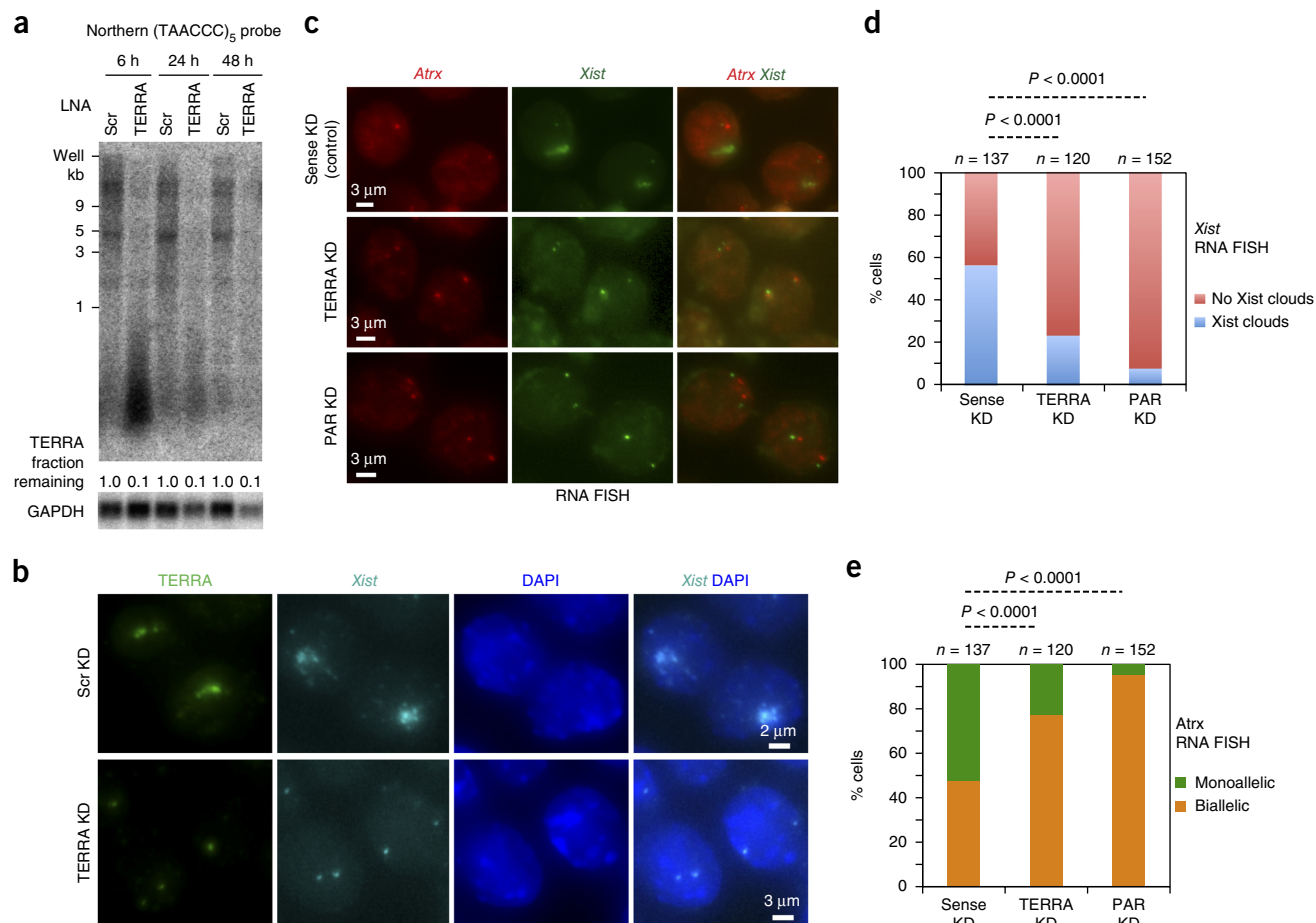 a
Northern (TAACCC)5 probe
6 h 24 h 48 h
LNA
Scr TERRA Scr TERRA Scr TERRA
Well
kb
9
5
3
1
TERRA
fraction
remaining
1.0 0.1 1.0 0.1 1.0 0.1
GAPDH
b
TERRA Xist DAPI Xist DAPI
Scr KD
2 μm
TERRA KD
3 μm
c
Atrx Xist Atrx Xist
Sense KD
(control)
3 μm
TERRA KD
3 μm
PAR KD
3 μm
RNA FISH
d
P < 0.0001
P < 0.0001
n = 137 n = 120 n = 152
100
80
60
40
20
0
% cells
Xist
RNA FISH
No Xist clouds
Xist clouds
Sense
KD
TERRA
KD
PAR
KD
e
P < 0.0001
P < 0.0001
n = 137 n = 120 n = 152
100
80
60
40
20
0
% cells
Atrx
RNA FISH
Monoallelic
Biallelic
Sense
KD
TERRA
KD
PAR
KD